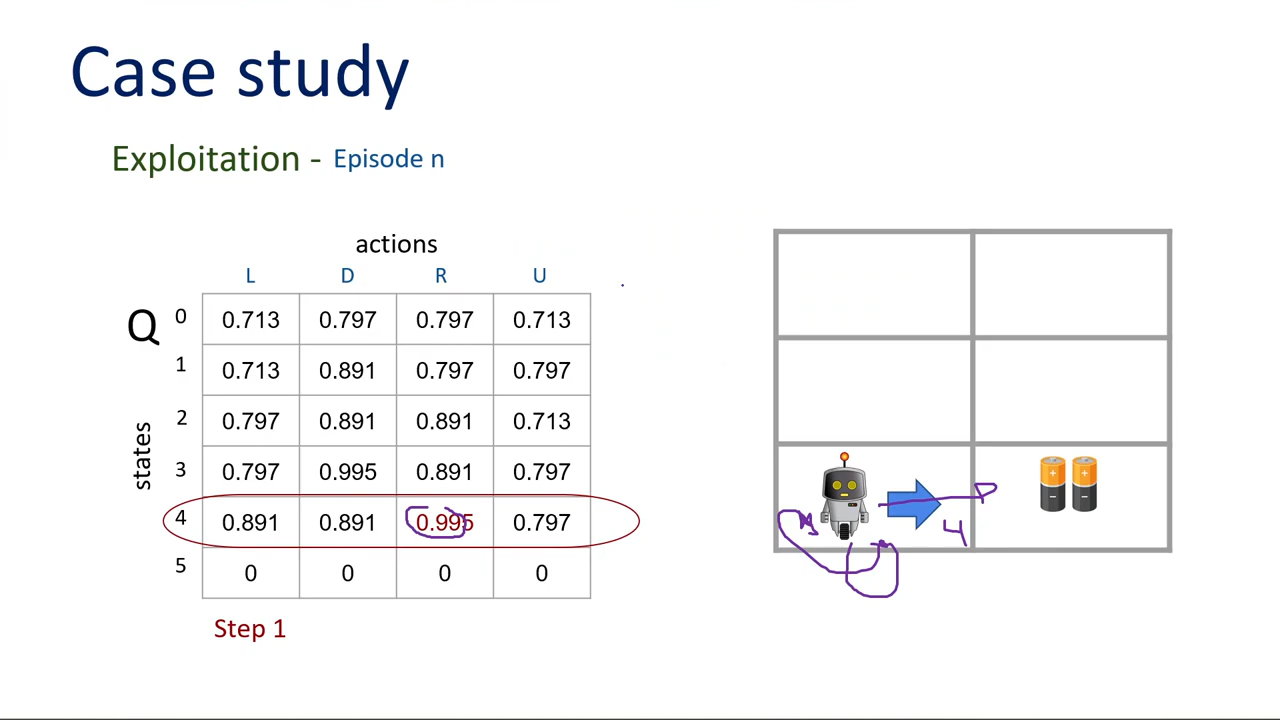 Case study
Exploitation - Episode n
actions
L D R U
Q
states
0 0.713 0.797 0.797 0.713
1 0.713 0.891 0.797 0.797
2 0.797 0.891 0.891 0.713
3 0.797 0.995 0.891 0.797
4 0.891 0.891 0.995 0.797
5 0 0 0 0
Step 1
4